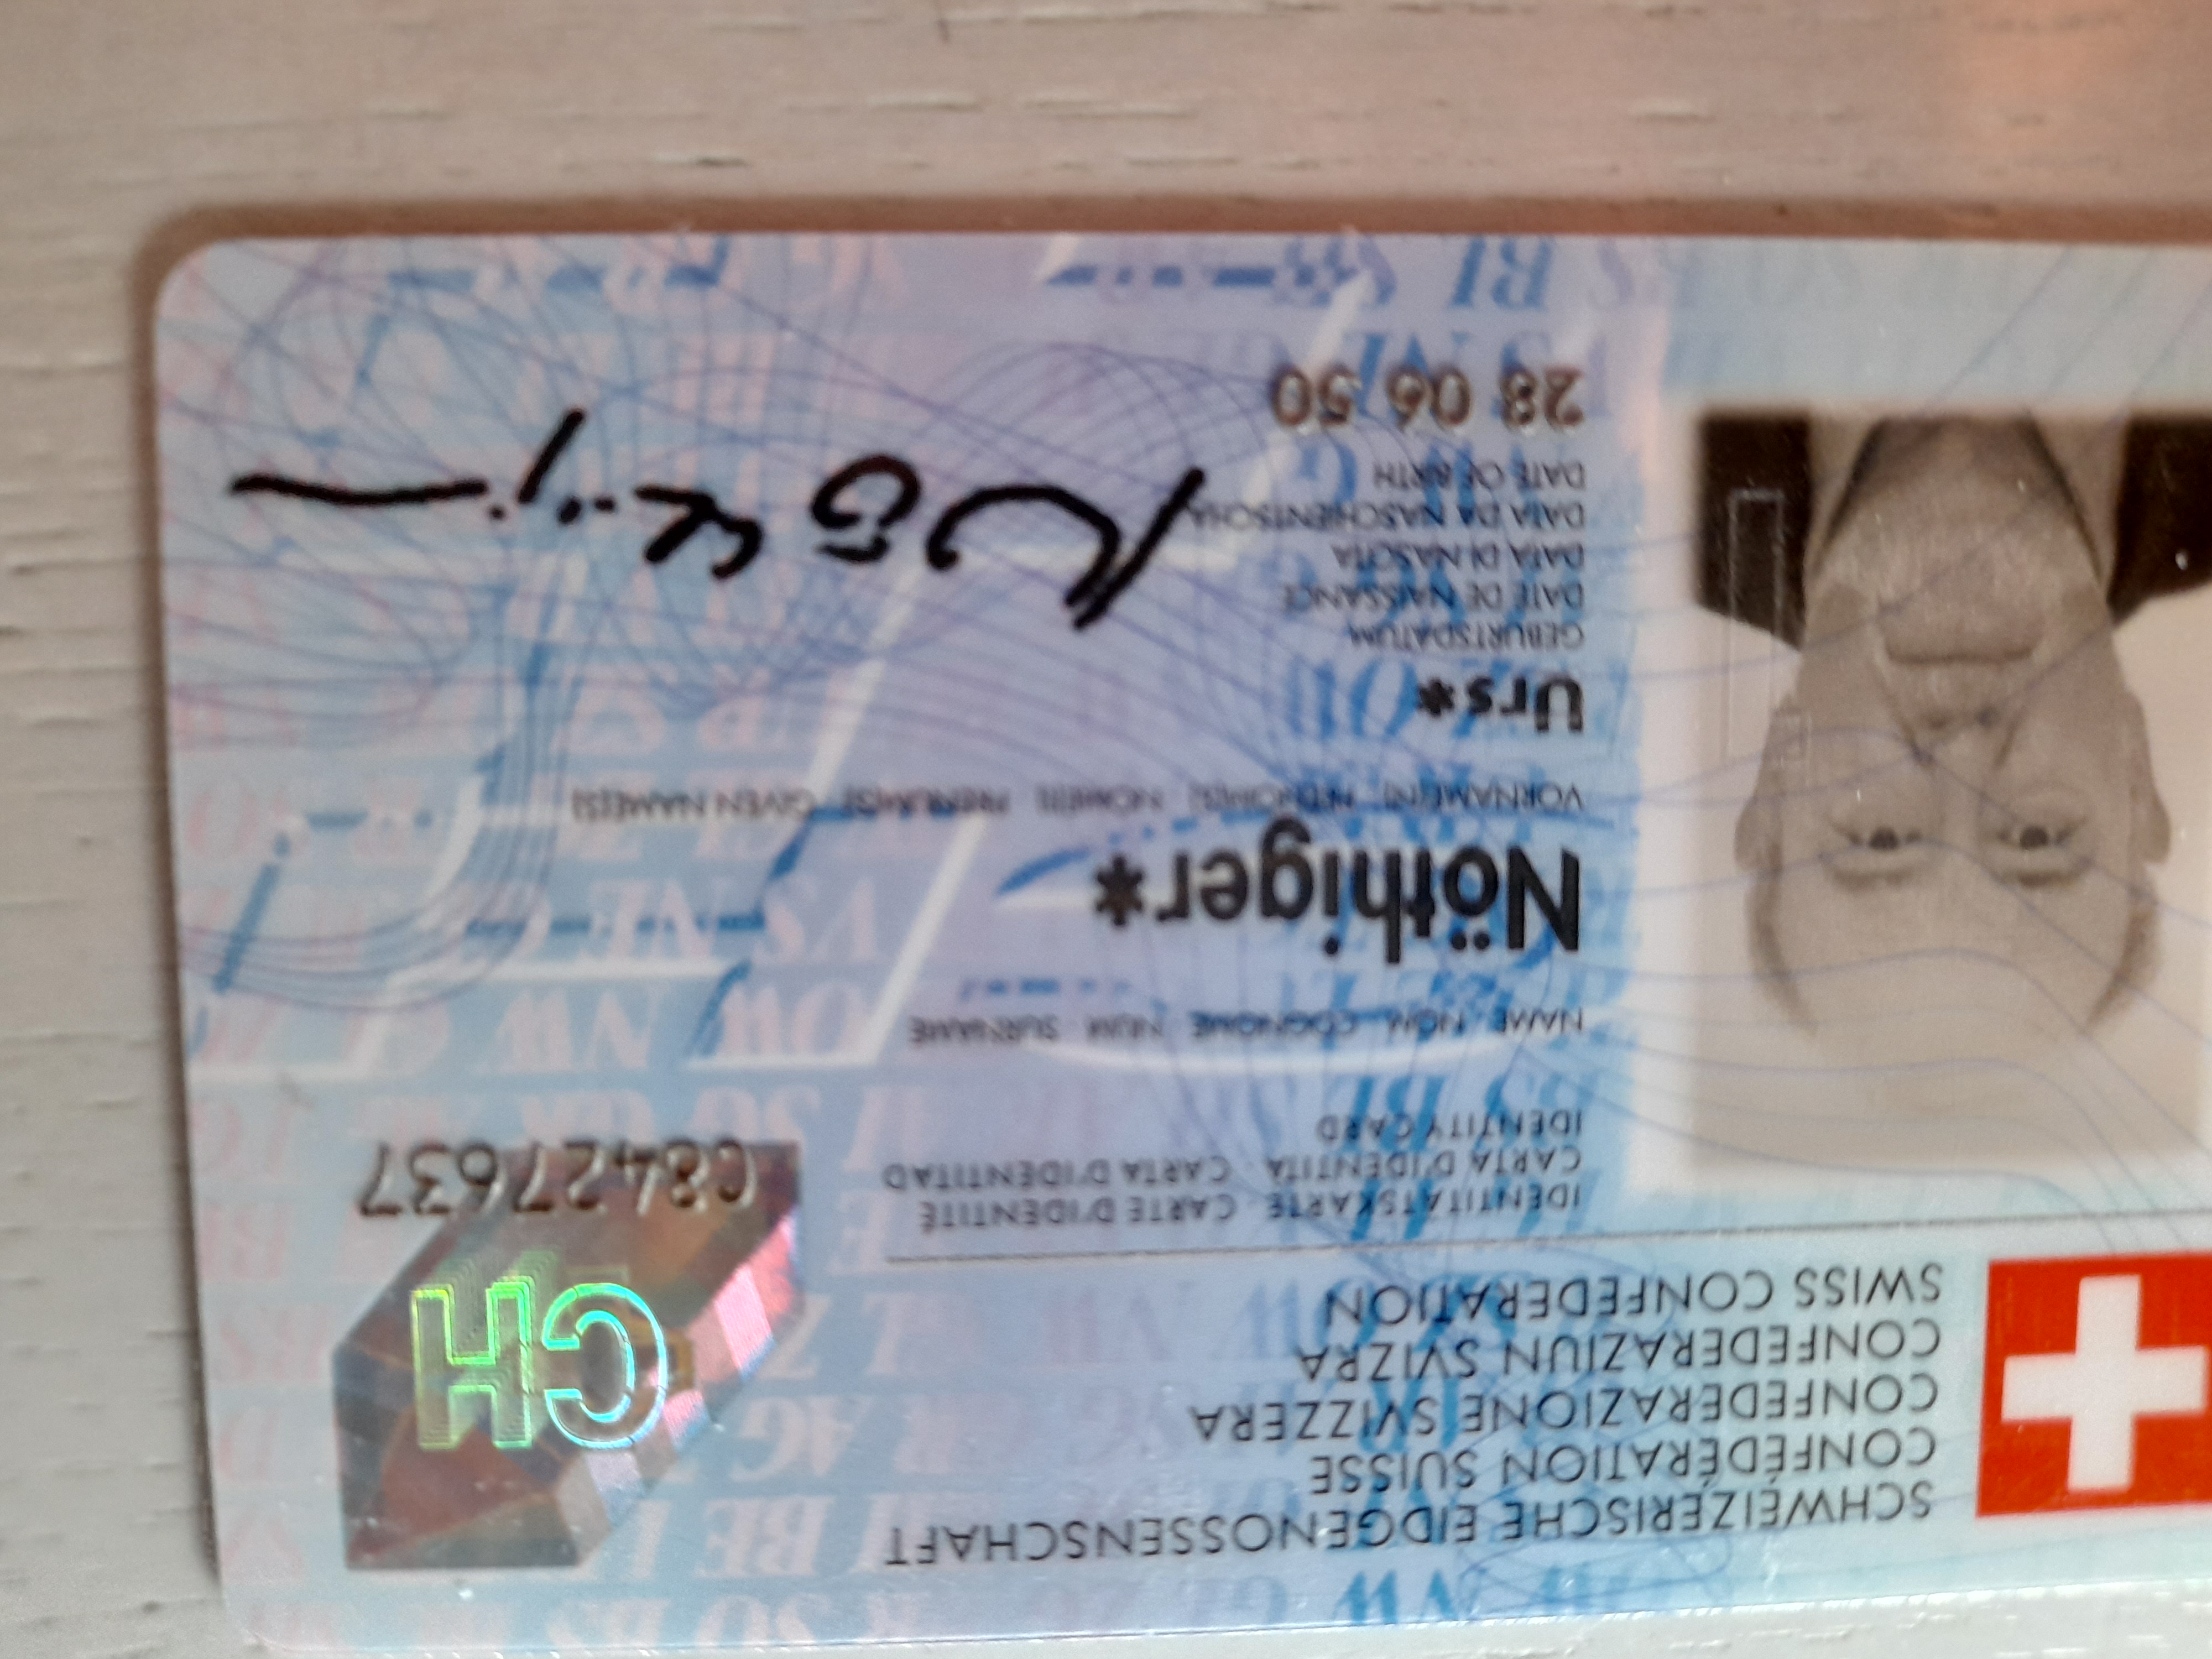 SCHWEIZERISCHE EIDGENOSSENSCHAFT
CONFÉDÉRATION SUISSE
CONFEDERAZIONE SVIZZERA
CONFEDERAZIUN SVIZRA
SWISS CONFEDERATION
CH
IDENTITÄTSKARTE · CARTE D'IDENTITÉ
CARTA D'IDENTITÀ · CARTA D'IDENTITAD
IDENTITY CARD
C8427637
NAME NOM COGNOME NUM SURNAME
Nöthiger*
VORNAME(N) PRÉNOM(S) NOME(I) PRENUM(S) GIVEN NAME(S)
Urs*
GEBURTSDATUM
DATE DE NAISSANCE
DATA DI NASCITA
DATA DA NASCHIENTSCHA
DATE OF BIRTH
28 06 50